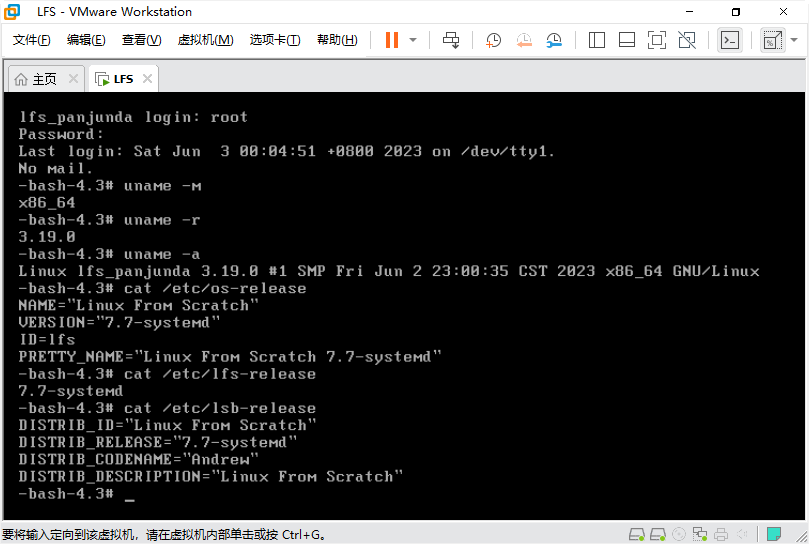 LFS - VMware Workstation
文件(F) 编辑(E) 查看(V) 虚拟机(M) 选项卡(T) 帮助(H)
主页 LFS
lfs_panjunda login: root
Password:
Last login: Sat Jun  3 00:04:51 +0800 2023 on /dev/tty1.
No mail.
-bash-4.3# uname -m
x86_64
-bash-4.3# uname -r
3.19.0
-bash-4.3# uname -a
Linux lfs_panjunda 3.19.0 #1 SMP Fri Jun 2 23:00:35 CST 2023 x86_64 GNU/Linux
-bash-4.3# cat /etc/os-release
NAME="Linux From Scratch"
VERSION="7.7-systemd"
ID=lfs
PRETTY_NAME="Linux From Scratch 7.7-systemd"
-bash-4.3# cat /etc/lfs-release
7.7-systemd
-bash-4.3# cat /etc/lsb-release
DISTRIB_ID="Linux From Scratch"
DISTRIB_RELEASE="7.7-systemd"
DISTRIB_CODENAME="Andrew"
DISTRIB_DESCRIPTION="Linux From Scratch"
-bash-4.3# _
要将输入定向到该虚拟机，请在虚拟机内部单击或按 Ctrl+G。